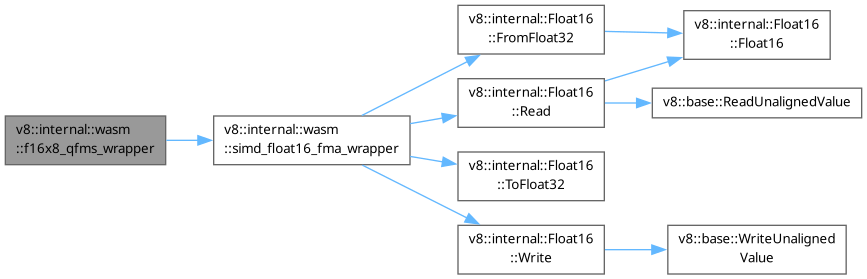 v8::internal::wasm
::f16x8_qfms_wrapper
v8::internal::wasm
::simd_float16_fma_wrapper
v8::internal::Float16
::FromFloat32
v8::internal::Float16
::Read
v8::internal::Float16
::ToFloat32
v8::internal::Float16
::Write
v8::internal::Float16
::Float16
v8::base::ReadUnalignedValue
v8::base::WriteUnaligned
Value